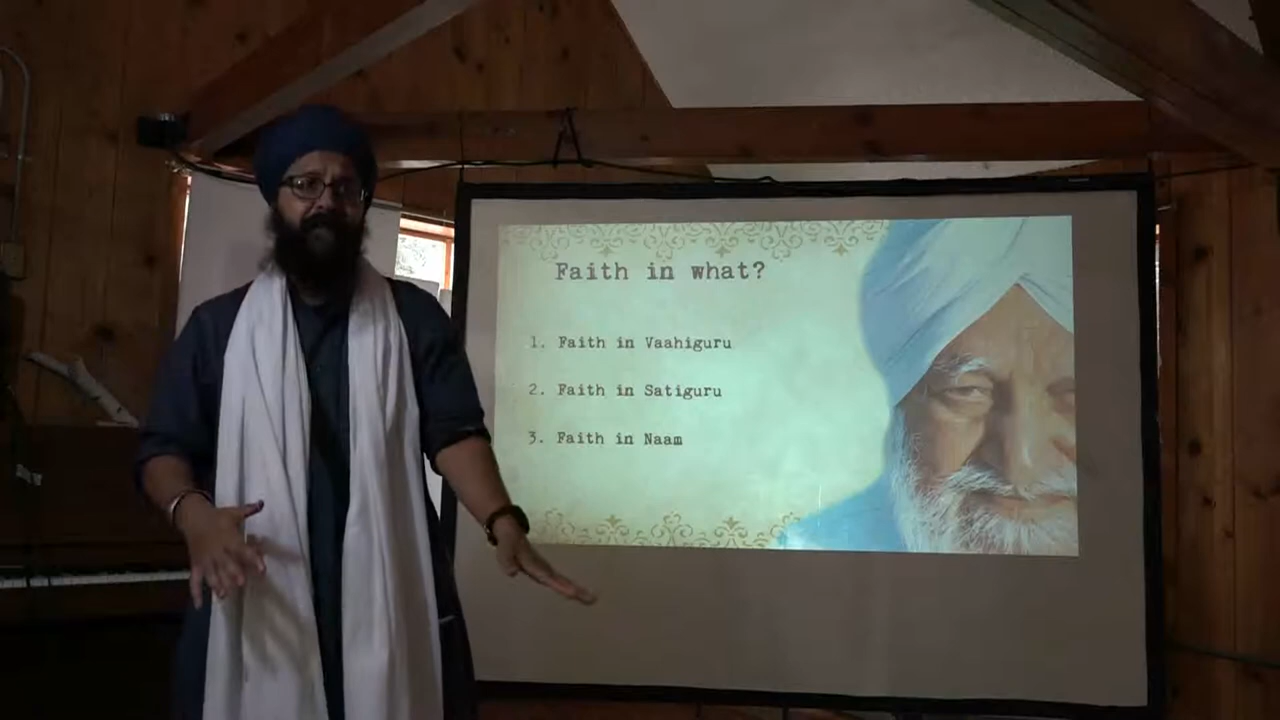 Faith in what?
1. Faith in Vaahiguru
2. Faith in Satiguru
3. Faith in Naam